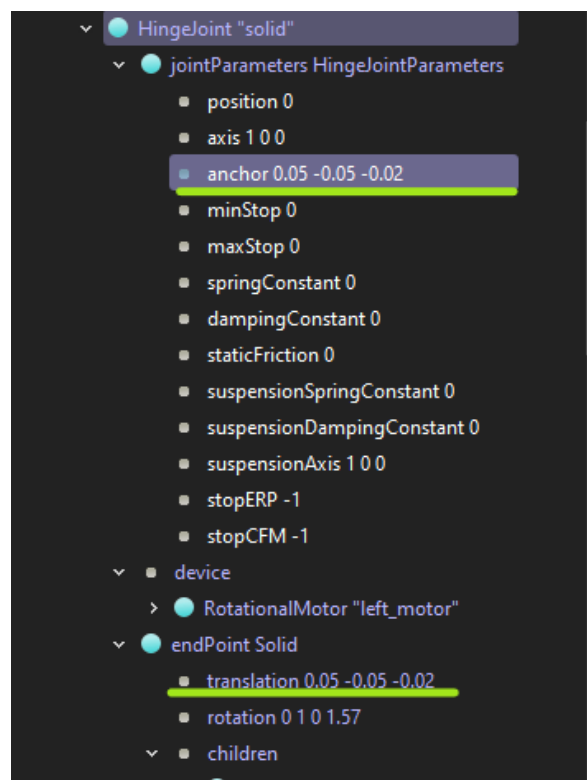 HingeJoint "solid"
jointParameters HingeJointParameters
position 0
axis 1 0 0
anchor 0.05 -0.05 -0.02
minStop 0
maxStop 0
springConstant 0
dampingConstant 0
staticFriction 0
suspensionSpringConstant 0
suspensionDampingConstant 0
suspensionAxis 1 0 0
stopERP -1
stopCFM -1
device
RotationalMotor "left_motor"
endPoint Solid
translation 0.05 -0.05 -0.02
rotation 0 1 0 1.57
children